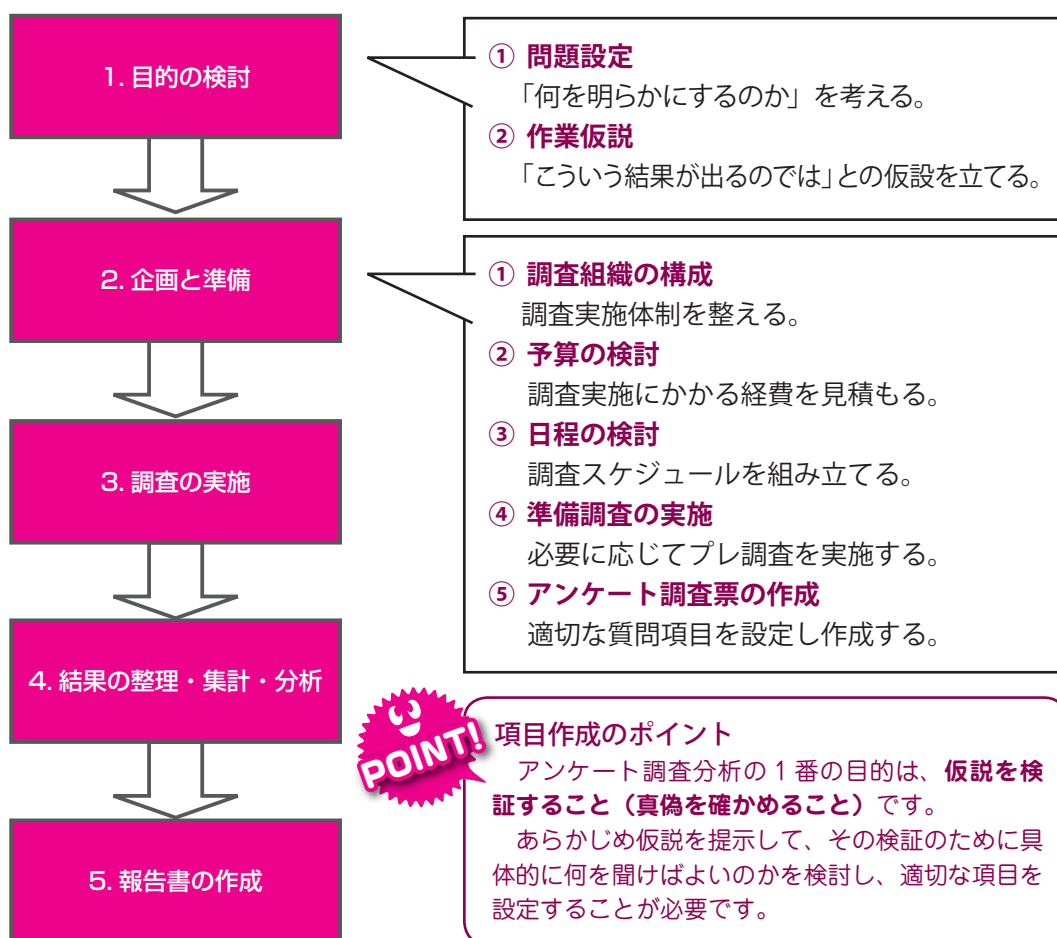 1. 目的の検討
① 問題設定
「何を明らかにするのか」を考える。
② 作業仮説
「こういう結果が出るのでは」との仮設を立てる。
2. 企画と準備
① 調査組織の構成
調査実施体制を整える。
② 予算の検討
調査実施にかかる経費を見積もる。
③ 日程の検討
調査スケジュールを組み立てる。
④ 準備調査の実施
必要に応じてプレ調査を実施する。
⑤ アンケート調査票の作成
適切な質問項目を設定し作成する。
3. 調査の実施
4. 結果の整理・集計・分析
5. 報告書の作成
POINT!
項目作成のポイント
アンケート調査分析の 1 番の目的は、仮説を検
証すること（真偽を確かめること）です。
あらかじめ仮説を提示して、その検証のために具
体的に何を聞けばよいのかを検討し、適切な項目を
設定することが必要です。